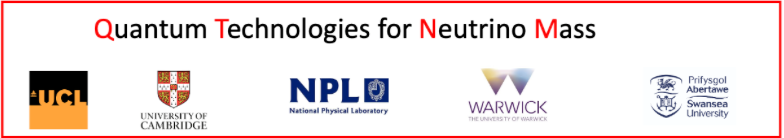 Quantum Technologies for Neutrino Mass
UCL
UNIVERSITY OF
CAMBRIDGE
NPL
National Physical Laboratory
WARWICK
THE UNIVERSITY OF WARWICK
Prifysgol
Abertawe
Swansea
University